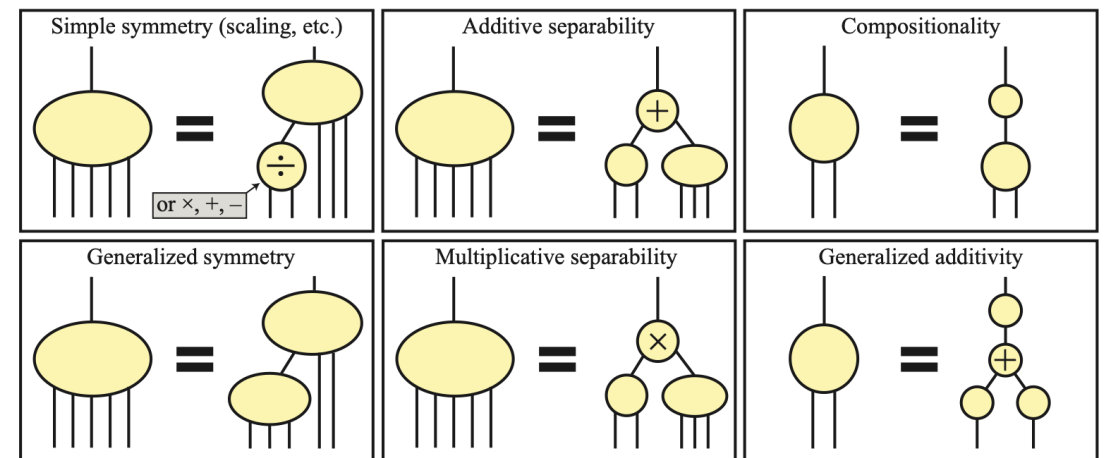 Simple symmetry (scaling, etc.)
÷
or ×, +, –
Additive separability
+
Compositionality
Generalized symmetry
Multiplicative separability
×
Generalized additivity
+